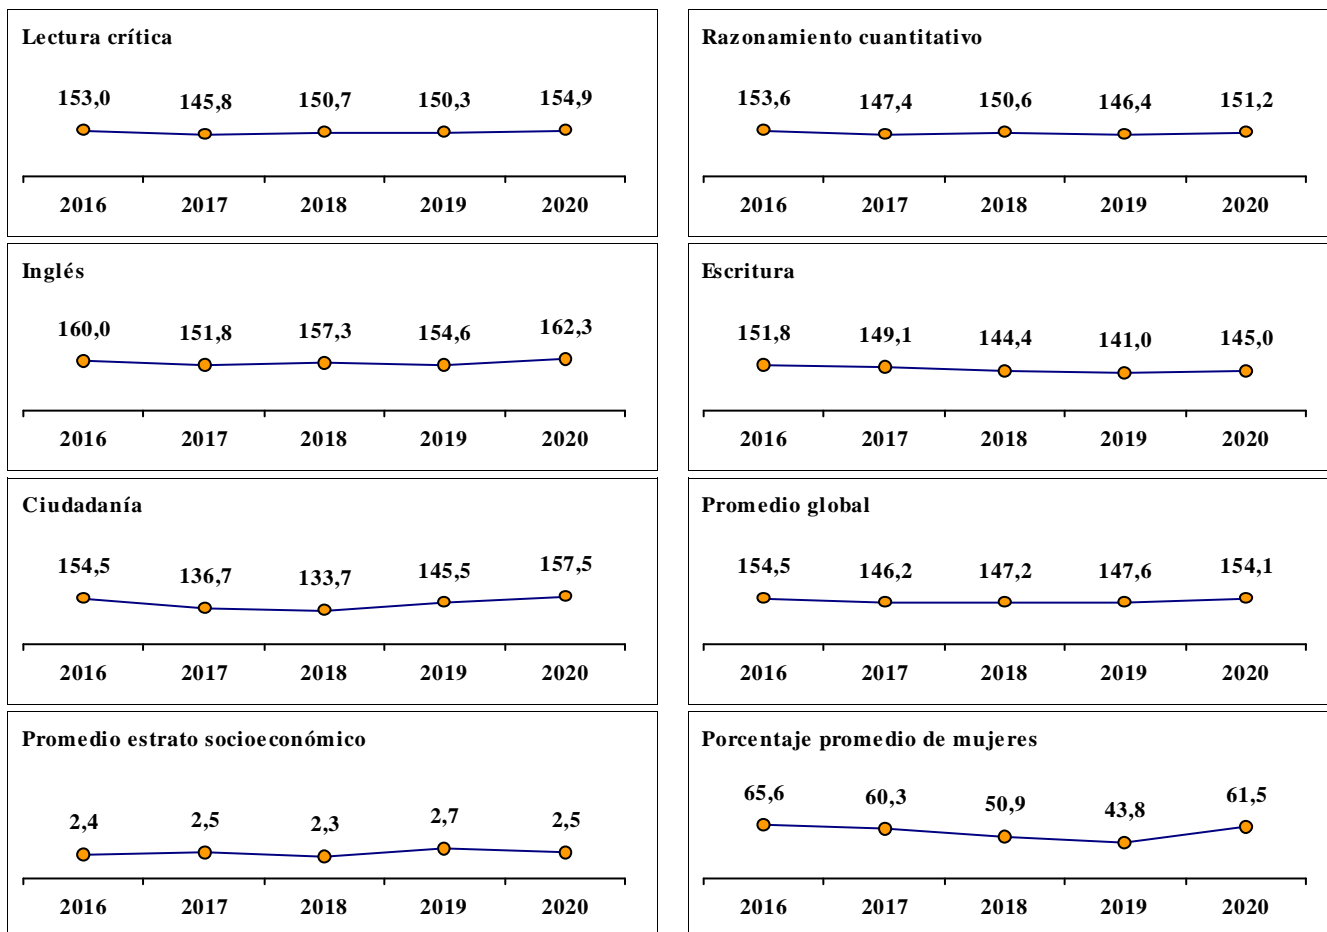 Lectura crítica
153,0 145,8 150,7 150,3 154,9
2016 2017 2018 2019 2020
Razonamiento cuantitativo
153,6 147,4 150,6 146,4 151,2
2016 2017 2018 2019 2020
Inglés
160,0 151,8 157,3 154,6 162,3
2016 2017 2018 2019 2020
Escritura
151,8 149,1 144,4 141,0 145,0
2016 2017 2018 2019 2020
Ciudadanía
154,5 136,7 133,7 145,5 157,5
2016 2017 2018 2019 2020
Promedio global
154,5 146,2 147,2 147,6 154,1
2016 2017 2018 2019 2020
Promedio estrato socioeconómico
2,4 2,5 2,3 2,7 2,5
2016 2017 2018 2019 2020
Porcentaje promedio de mujeres
65,6 60,3 50,9 43,8 61,5
2016 2017 2018 2019 2020